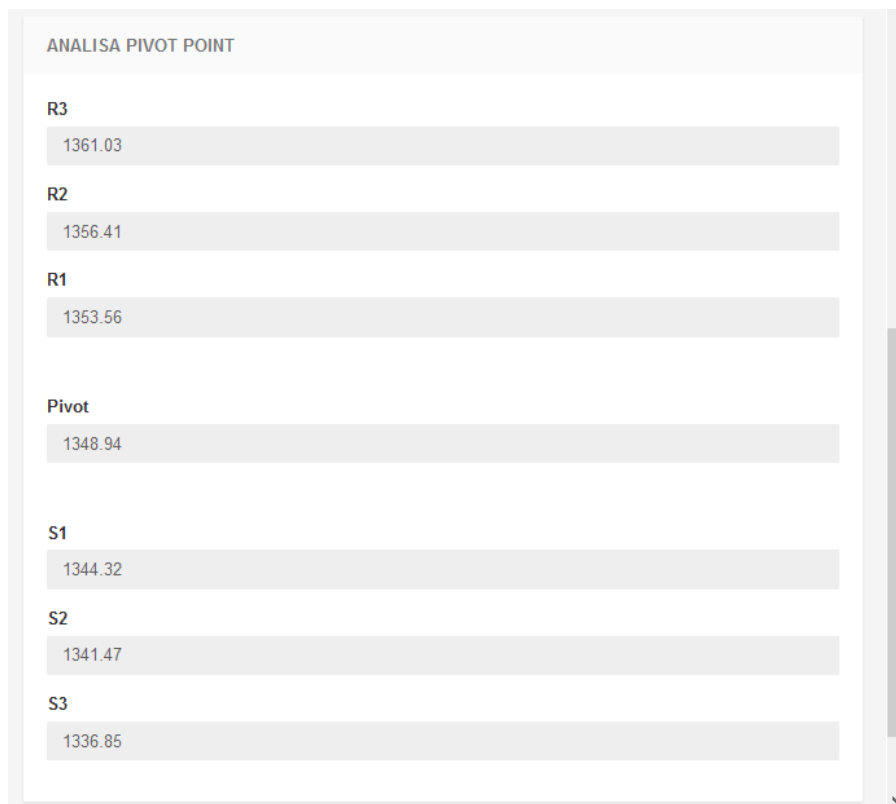 ANALISA PIVOT POINT
R3
1361.03
R2
1356.41
R1
1353.56
Pivot
1348.94
S1
1344.32
S2
1341.47
S3
1336.85